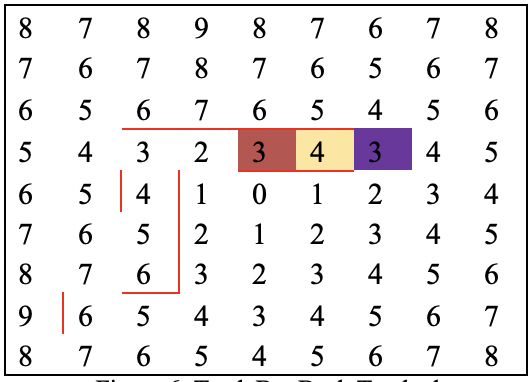 8 7 8 9 8 7 6 7 8
7 6 7 8 7 6 5 6 7
6 5 6 7 6 5 4 5 6
5 4 3 2 3 4 3 4 5
6 5 4 1 0 1 2 3 4
7 6 5 2 1 2 3 4 5
8 7 6 3 2 3 4 5 6
9 6 5 4 3 4 5 6 7
8 7 6 5 4 5 6 7 8